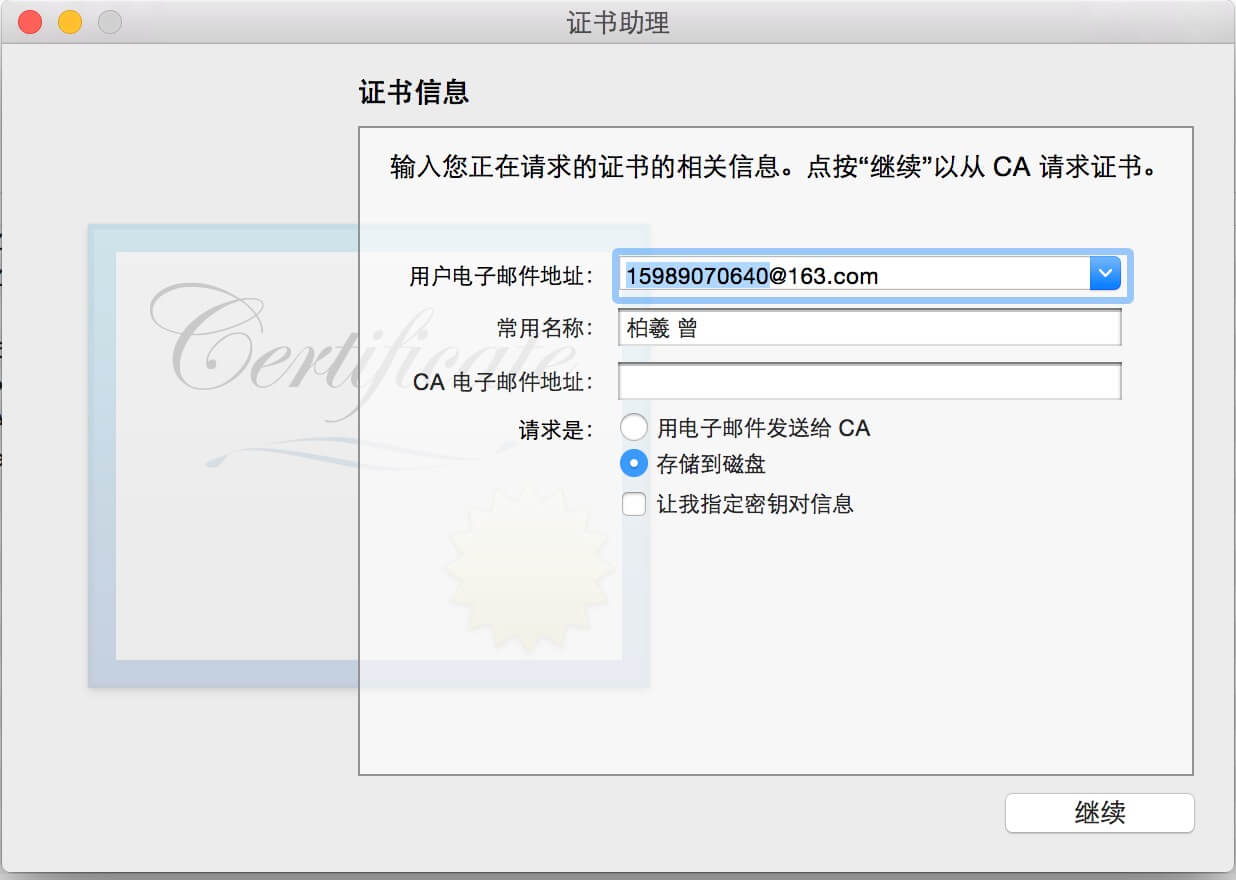 证书助理
证书信息
输入您正在请求的证书的相关信息。点按“继续”以从 CA 请求证书。
Certificate
用户电子邮件地址： 15989070640@163.com
常用名称： 柏羲 曾
CA 电子邮件地址：
请求是： 用电子邮件发送给 CA
存储到磁盘
让我指定密钥对信息
继续